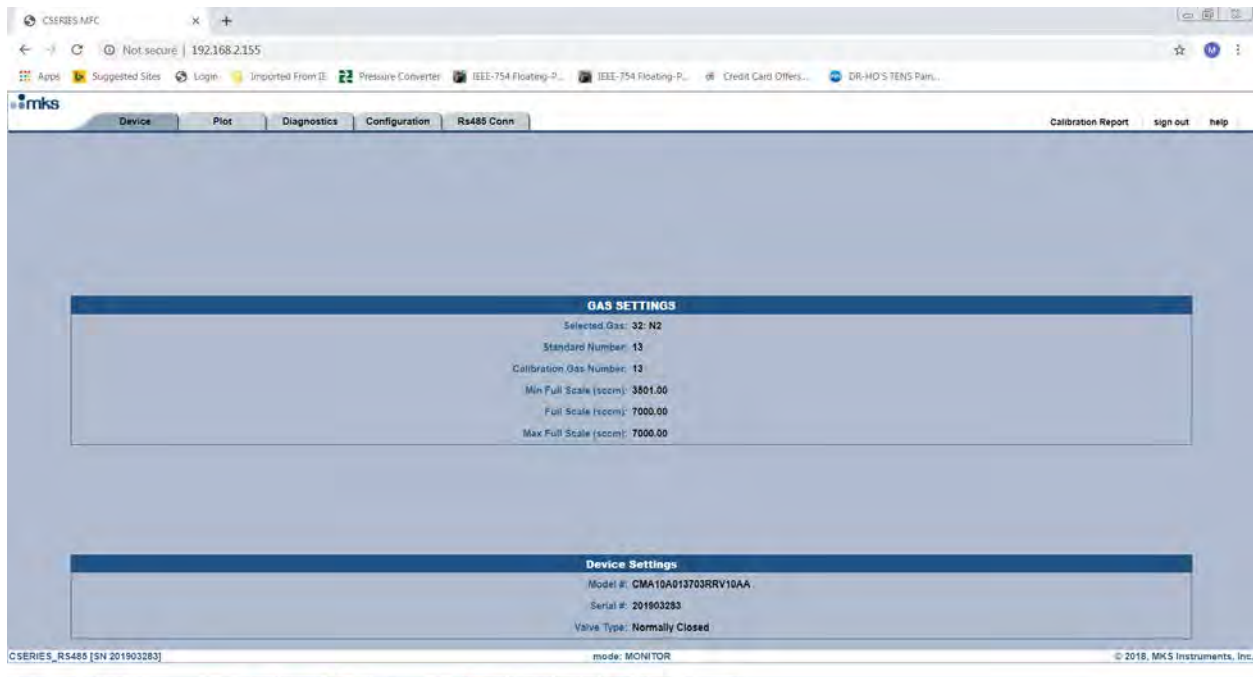 CSERIES MFC
Not secure | 192.168.2.155
Apps Suggested Sites Login Imported From IE Pressure Converter IEEE-754 Floating-P... IEEE-754 Floating-P... Credit Card Offers... DR-HO'S TENS Pain...
mks
Device Plot Diagnostics Configuration Rs485 Conn Calibration Report sign out help
GAS SETTINGS
Selected Gas: 32: N2
Standard Number: 13
Calibration Gas Number: 13
Min Full Scale (sccm): 3501.00
Full Scale (sccm): 7000.00
Max Full Scale (sccm): 7000.00
Device Settings
Model #: CMA10A013703RRV10AA
Serial #: 201903283
Valve Type: Normally Closed
CSERIES_RS485 [SN 201903283] mode: MONITOR © 2018, MKS Instruments, Inc.